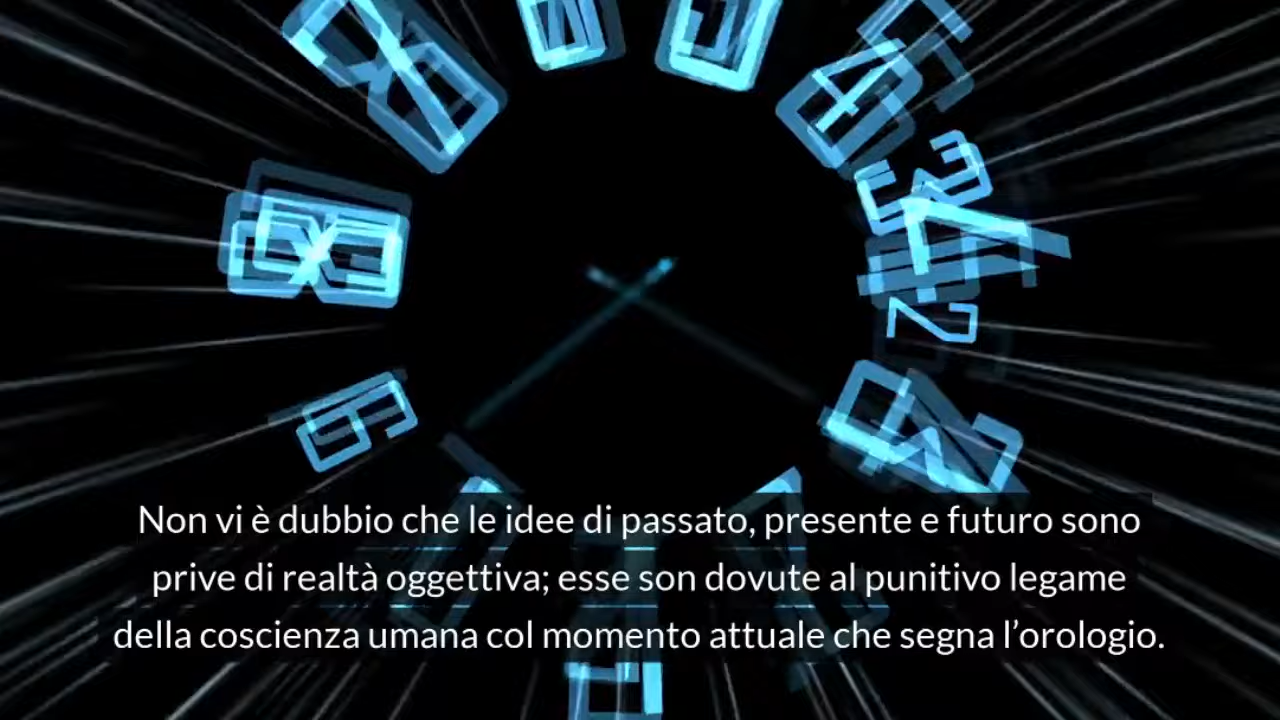 Non vi è dubbio che le idee di passato, presente e futuro sono
prive di realtà oggettiva; esse son dovute al punitivo legame
della coscienza umana col momento attuale che segna l’orologio.